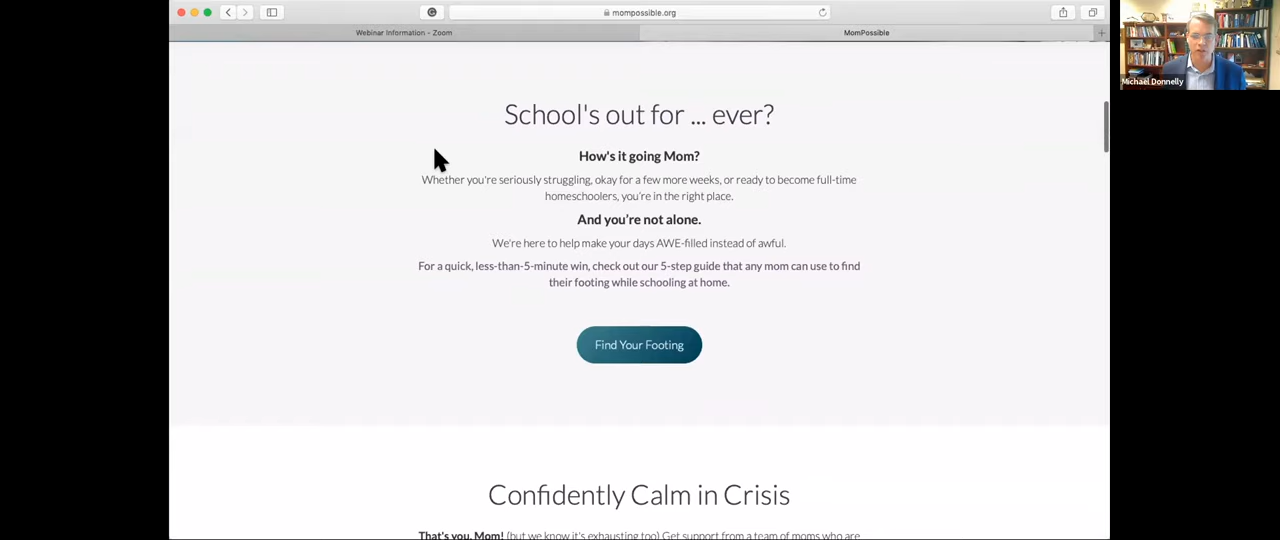 mompossible.org
Webinar Information - Zoom
MomPossible
Michael Donnelly
School's out for ... ever?
How's it going Mom?
Whether you're seriously struggling, okay for a few more weeks, or ready to become full-time
homeschoolers, you're in the right place.
And you're not alone.
We're here to help make your days AWE-filled instead of awful.
For a quick, less-than-5-minute win, check out our 5-step guide that any mom can use to find
their footing while schooling at home.
Find Your Footing
Confidently Calm in Crisis
That's you, Mom! (but we know it's exhausting too) Get support from a team of moms who are